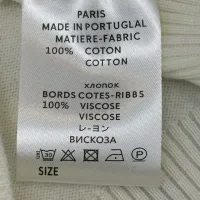 PARIS
MADE IN PORTUGLAL
MATIERE-FABRIC
100% COTON
COTTON
хлопок
BORDS COTES-RIBBS
100% VISCOSE
VISCOSE
レーヨン
ВИСКОЗА
30
SIZE